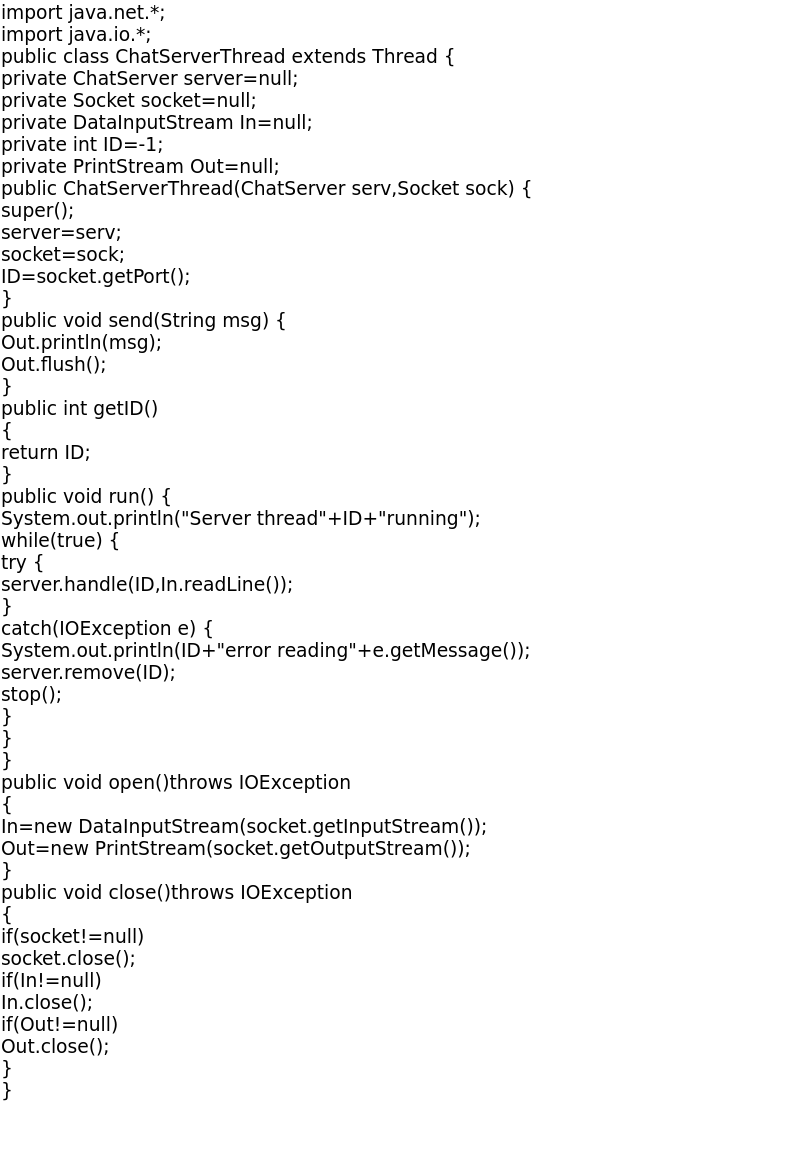 import java.net.*;
import java.io.*;
public class ChatServerThread extends Thread {
private ChatServer server=null;
private Socket socket=null;
private DataInputStream In=null;
private int ID=-1;
private PrintStream Out=null;
public ChatServerThread(ChatServer serv,Socket sock) {
super();
server=serv;
socket=sock;
ID=socket.getPort();
}
public void send(String msg) {
Out.println(msg);
Out.flush();
}
public int getID()
{
return ID;
}
public void run() {
System.out.println("Server thread"+ID+"running");
while(true) {
try {
server.handle(ID,In.readLine());
}
catch(IOException e) {
System.out.println(ID+"error reading"+e.getMessage());
server.remove(ID);
stop();
}
}
}
public void open()throws IOException
{
In=new DataInputStream(socket.getInputStream());
Out=new PrintStream(socket.getOutputStream());
}
public void close()throws IOException
{
if(socket!=null)
socket.close();
if(In!=null)
In.close();
if(Out!=null)
Out.close();
}
}